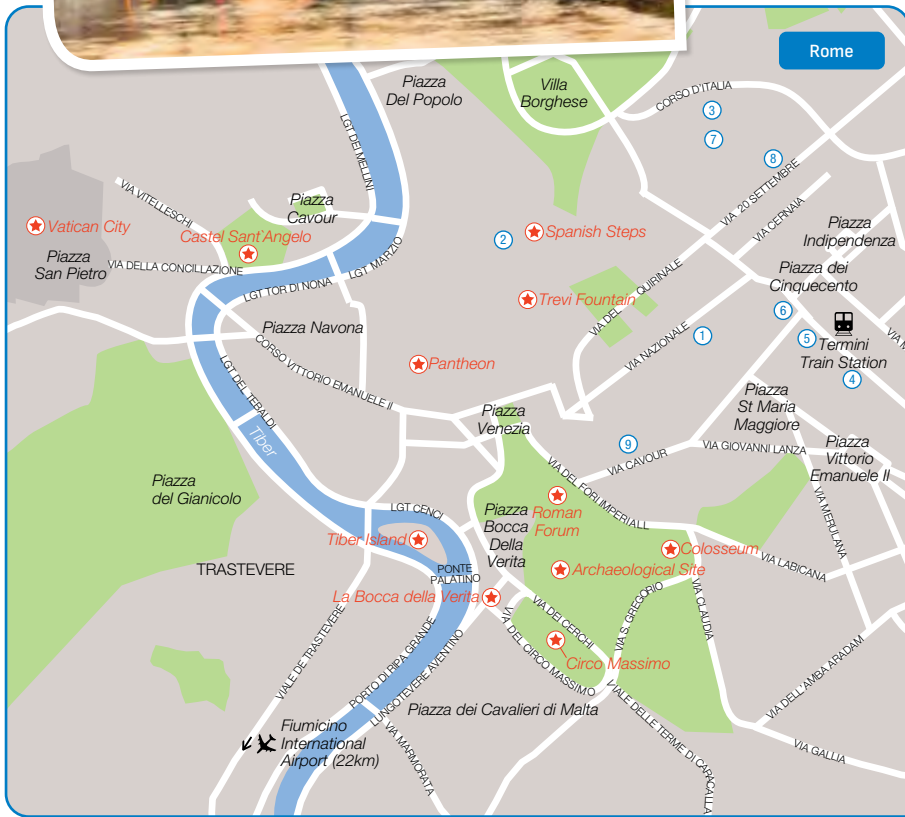 Rome
Piazza
Del Popolo
Villa
Borghese
CORSO D'ITALIA
3
7
8
LGT DEI MELLINI
VIA VITELLESCHI
Piazza
Cavour
VIA 20 SETTEMBRE
VIA CERNAIA
Vatican City
Castel Sant`Angelo
2
Spanish Steps
Piazza
Indipendenza
Piazza
San Pietro
VIA DELLA CONCILLAZIONE
LGT TOR DI NONA
LGT MARZIO
Piazza dei
Cinquecento
Trevi Fountain
VIA DEL QUIRINALE
6
Piazza Navona
1
5
Termini
Train Station
VIA NAZIONALE
CORSO VITTORIO EMANUELE II
Pantheon
4
LGT DEL TERALDI
Piazza
St Maria
Maggiore
Piazza
Venezia
Tiber
9
VIA CAVOUR
VIA GIOVANNI LANZA
Piazza
Vittorio
Emanuele II
Piazza
del Gianicolo
VIA DEL FORI IMPERIALL
VIA MERULANA
LGT CENCI
Piazza
Bocca
Della
Verita
Roman
Forum
Tiber Island
Colosseum
VIA LABICANA
TRASTEVERE
PONTE
PALATINO
Archaeological Site
La Bocca della Verita
VIA DEI CERCHI
VIA S. GREGORIO
VIA CLAUDIA
VIALE DE TRASTEVERE
PORTO DI RIPA GRANDE
LUNGOTEVERE AVENTINO
VIA DEL CIRCO MASSIMO
Circo Massimo
VIA DELL'AMBA ARADAM
Piazza dei Cavalieri di Malta
VIALE DELLE TERME DI CARACALLA
Fiumicino
International
Airport (22km)
VIA MARMORATA
VIA GALLIA